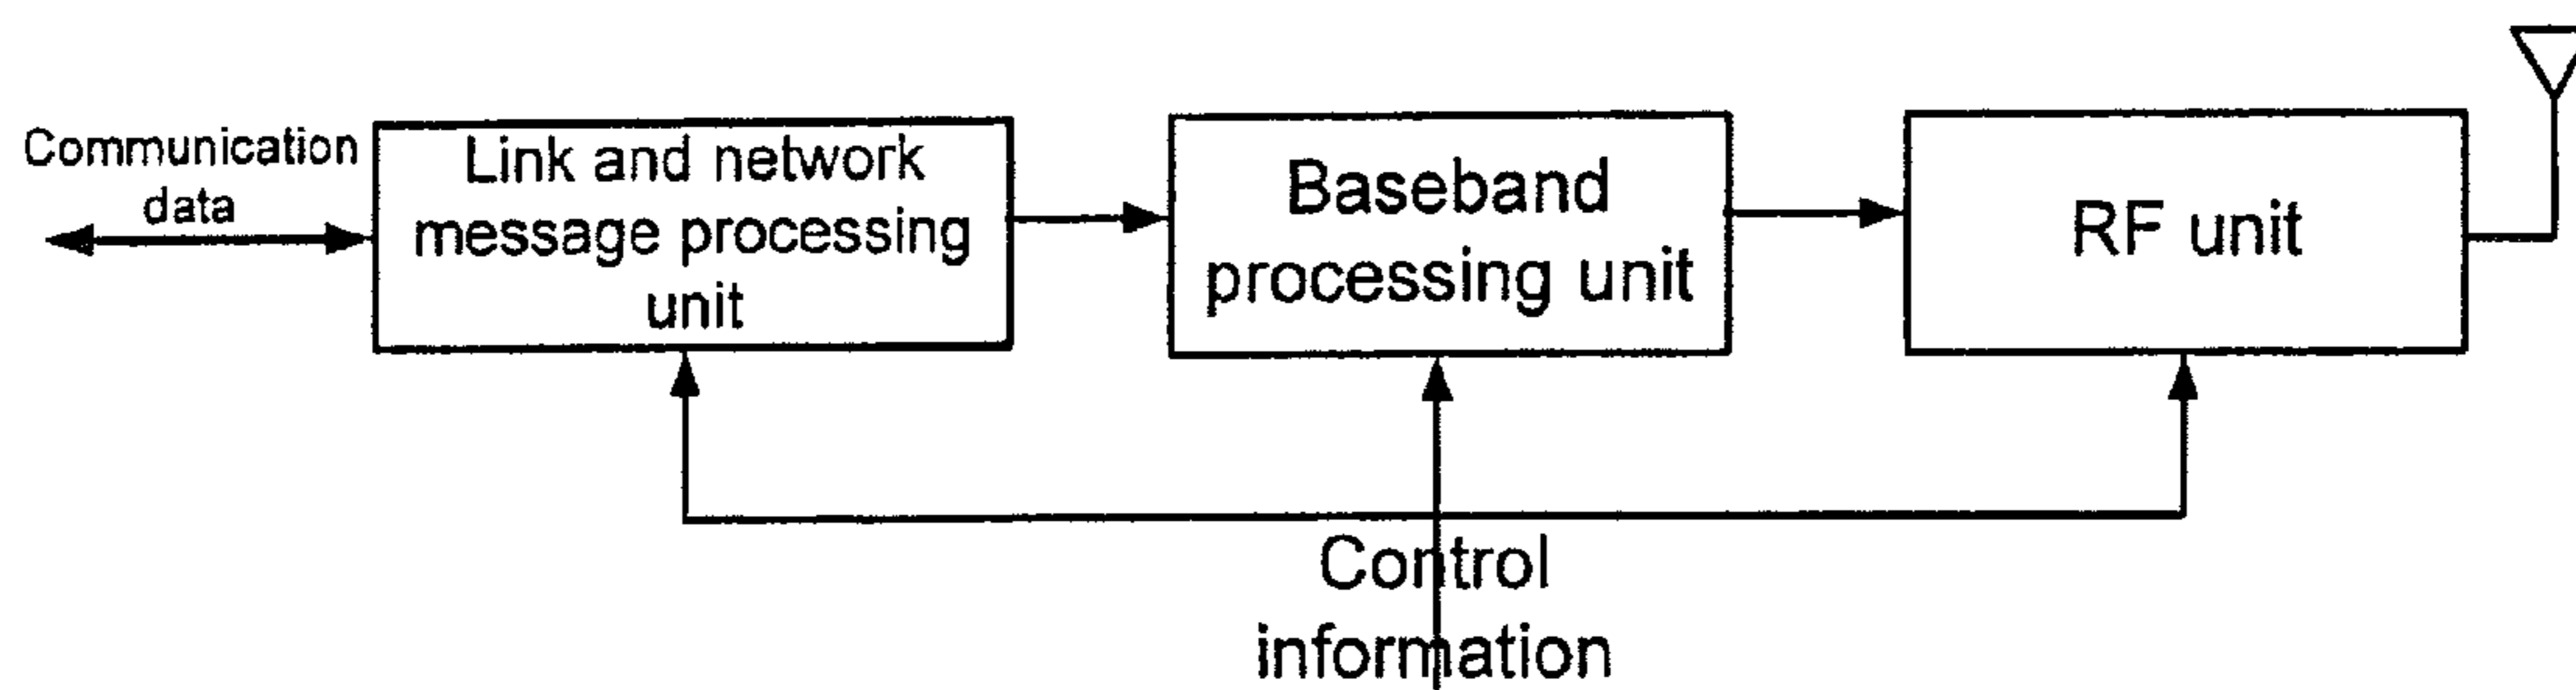 Communication
data
Link and network
message processing
unit
Baseband
processing unit
RF unit
Control
information